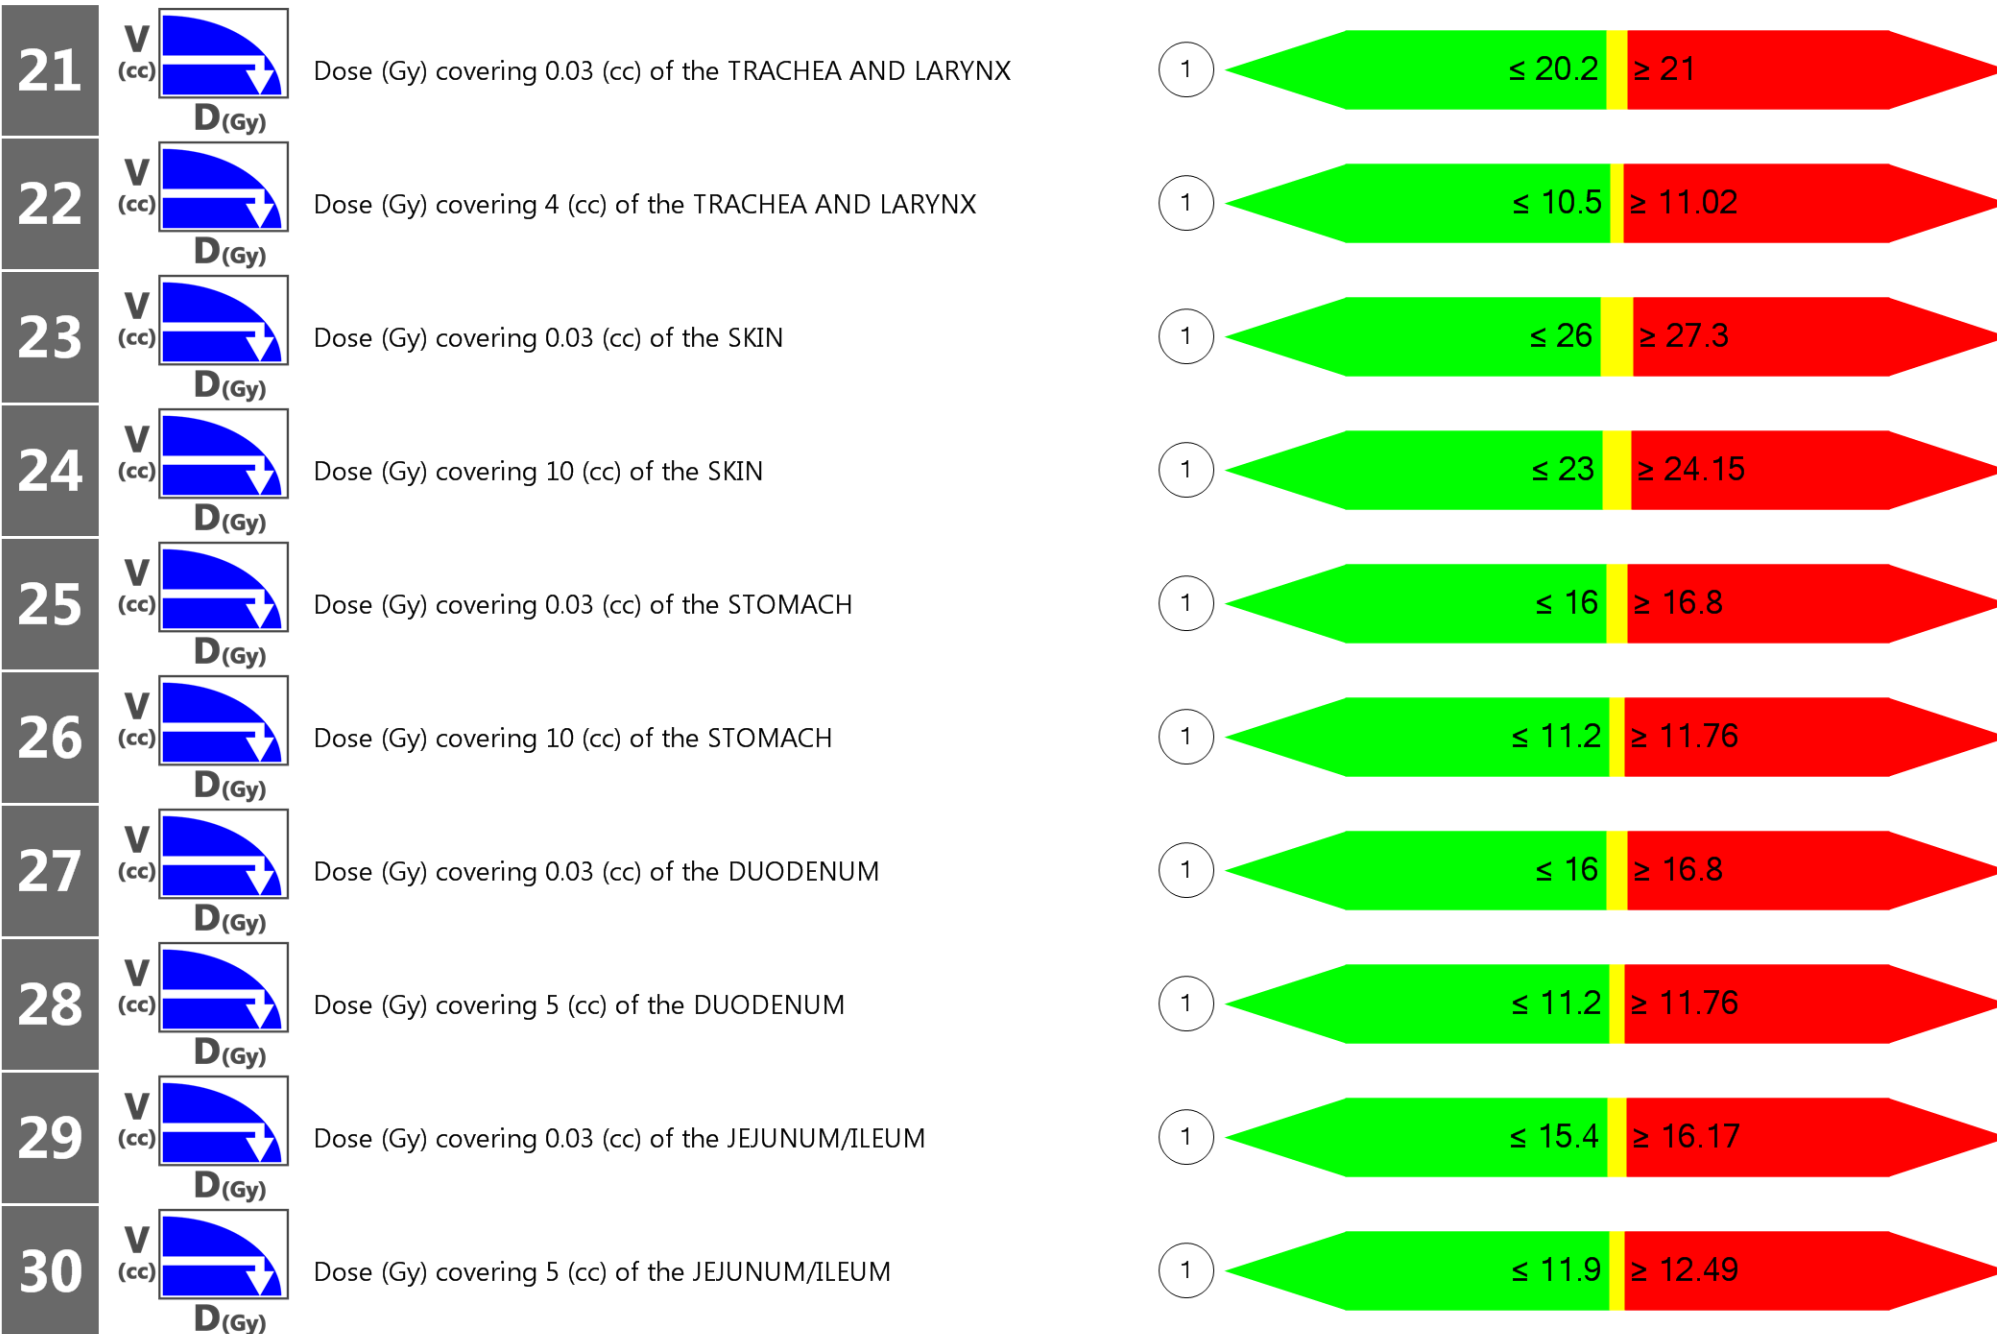 21 V (cc) D(Gy) Dose (Gy) covering 0.03 (cc) of the TRACHEA AND LARYNX 1 ≤ 20.2 ≥ 21
22 V (cc) D(Gy) Dose (Gy) covering 4 (cc) of the TRACHEA AND LARYNX 1 ≤ 10.5 ≥ 11.02
23 V (cc) D(Gy) Dose (Gy) covering 0.03 (cc) of the SKIN 1 ≤ 26 ≥ 27.3
24 V (cc) D(Gy) Dose (Gy) covering 10 (cc) of the SKIN 1 ≤ 23 ≥ 24.15
25 V (cc) D(Gy) Dose (Gy) covering 0.03 (cc) of the STOMACH 1 ≤ 16 ≥ 16.8
26 V (cc) D(Gy) Dose (Gy) covering 10 (cc) of the STOMACH 1 ≤ 11.2 ≥ 11.76
27 V (cc) D(Gy) Dose (Gy) covering 0.03 (cc) of the DUODENUM 1 ≤ 16 ≥ 16.8
28 V (cc) D(Gy) Dose (Gy) covering 5 (cc) of the DUODENUM 1 ≤ 11.2 ≥ 11.76
29 V (cc) D(Gy) Dose (Gy) covering 0.03 (cc) of the JEJUNUM/ILEUM 1 ≤ 15.4 ≥ 16.17
30 V (cc) D(Gy) Dose (Gy) covering 5 (cc) of the JEJUNUM/ILEUM 1 ≤ 11.9 ≥ 12.49